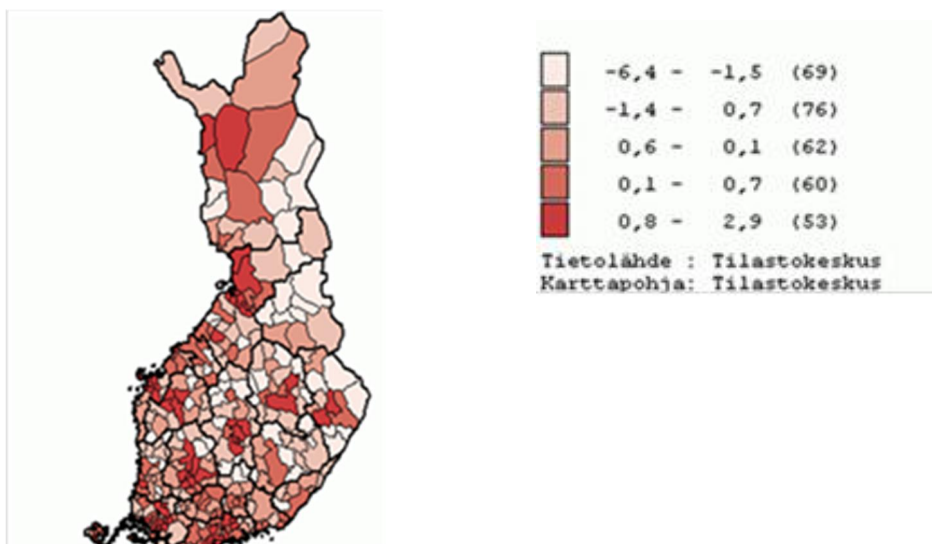 -6,4 - -1,5 (69)
-1,4 - 0,7 (76)
0,6 - 0,1 (62)
0,1 - 0,7 (60)
0,8 - 2,9 (53)
Tietolähde : Tilastokeskus
Karttapohja: Tilastokeskus